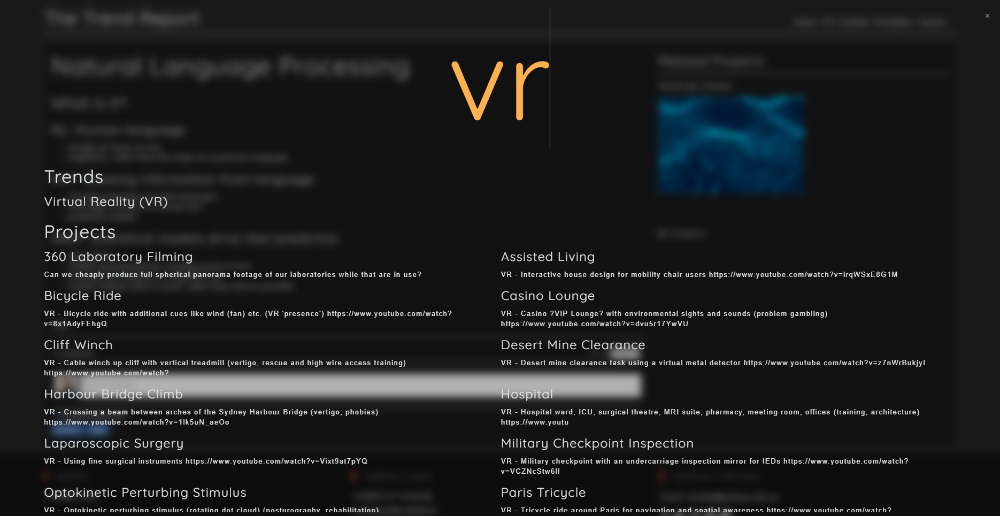 The Trend Report
×
vr
Natural Language Processing
What is it?
Trends
Virtual Reality (VR)
Projects
360 Laboratory Filming
Can we cheaply produce full spherical panorama footage of our laboratories while that are in use?
Assisted Living
VR - Interactive house design for mobility chair users https://www.youtube.com/watch?v=irqWSxE8G1M
Bicycle Ride
VR - Bicycle ride with additional cues like wind (fan) etc. (VR 'presence') https://www.youtube.com/watch?
v=8x1AdyFEhgQ
Casino Lounge
VR - Casino ?VIP Lounge? with environmental sights and sounds (problem gambling)
https://www.youtube.com/watch?v=dvu5r17YwVU
Cliff Winch
VR - Cable winch up cliff with vertical treadmill (vertigo, rescue and high wire access training)
https://www.youtube.com/watch?
Desert Mine Clearance
VR - Desert mine clearance task using a virtual metal detector https://www.youtube.com/watch?v=z7nWrBukjyI
Harbour Bridge Climb
VR - Crossing a beam between arches of the Sydney Harbour Bridge (vertigo, phobias)
https://www.youtube.com/watch?v=1lk5uN_aeOo
Hospital
VR - Hospital ward, ICU, surgical theatre, MRI suite, pharmacy, meeting room, offices (training, architecture)
https://www.youtu
Laparoscopic Surgery
VR - Using fine surgical instruments https://www.youtube.com/watch?v=Vixt9at7pYQ
Military Checkpoint Inspection
VR - Military checkpoint with an undercarriage inspection mirror for IEDs https://www.youtube.com/watch?
v=VCZNcStw6II
Optokinetic Perturbing Stimulus
VR - Optokinetic perturbing stimulus (rotating dot cloud) (posturography, rehabilitation)
Paris Tricycle
VR - Tricycle ride around Paris for navigation and spatial awareness https://www.youtube.com/watch?